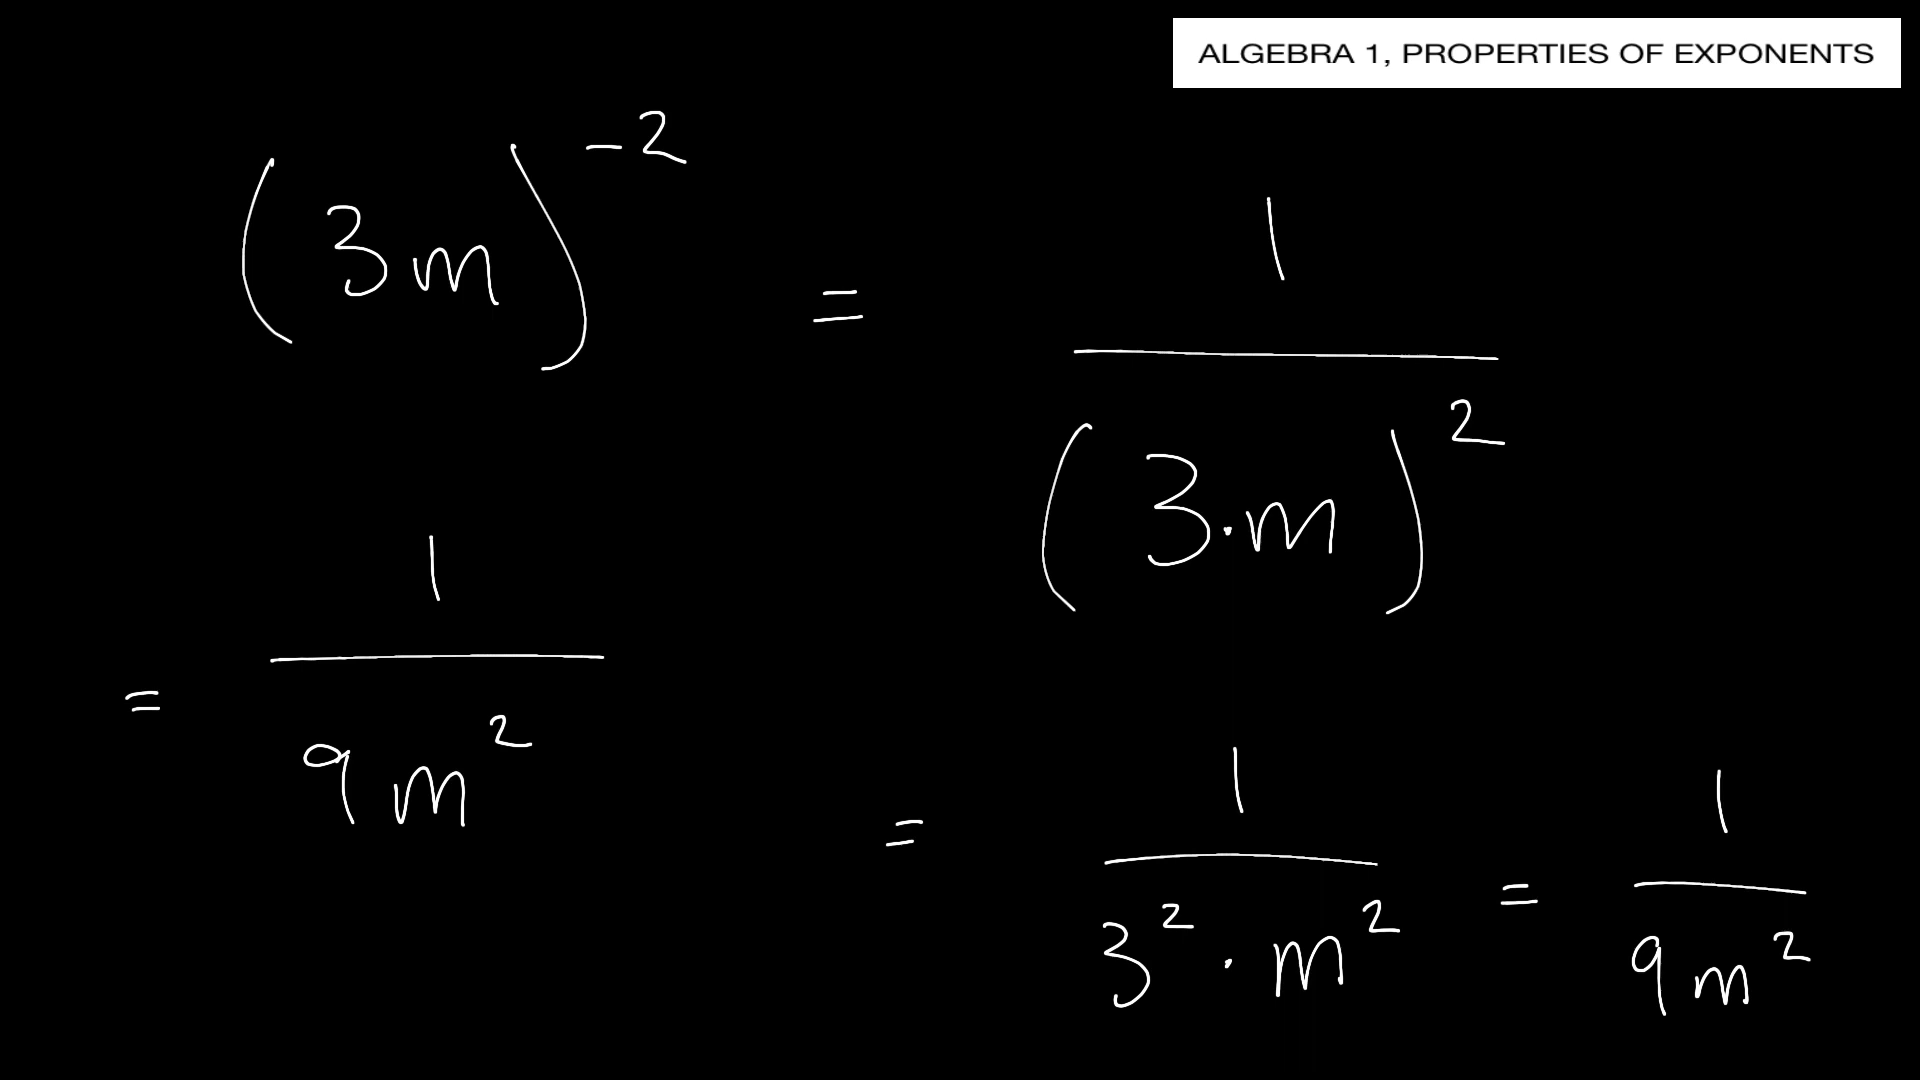 ALGEBRA 1, PROPERTIES OF EXPONENTS
(3m)^-2 = 1/(3·m)^2
= 1/9m^2
= 1/3^2·m^2 = 1/9m^2